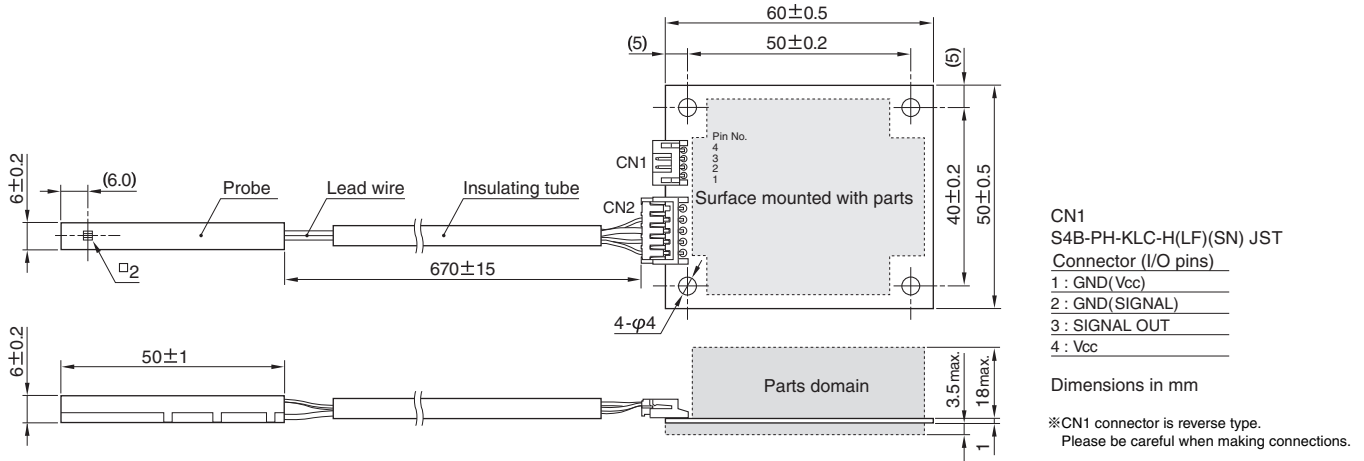 60±0.5
(5)
50±0.2
(5)
Pin No.
4
3
2
1
CN1
6±0.2
(6.0)
Probe
Lead wire
Insulating tube
CN2
Surface mounted with parts
40±0.2
50±0.5
□2
670±15
4-φ4
CN1
S4B-PH-KLC-H(LF)(SN) JST
Connector (I/O pins)
1 : GND(Vcc)
2 : GND(SIGNAL)
3 : SIGNAL OUT
4 : Vcc
6±0.2
50±1
Parts domain
3.5max.
18max.
1
Dimensions in mm
※CN1 connector is reverse type.
Please be careful when making connections.